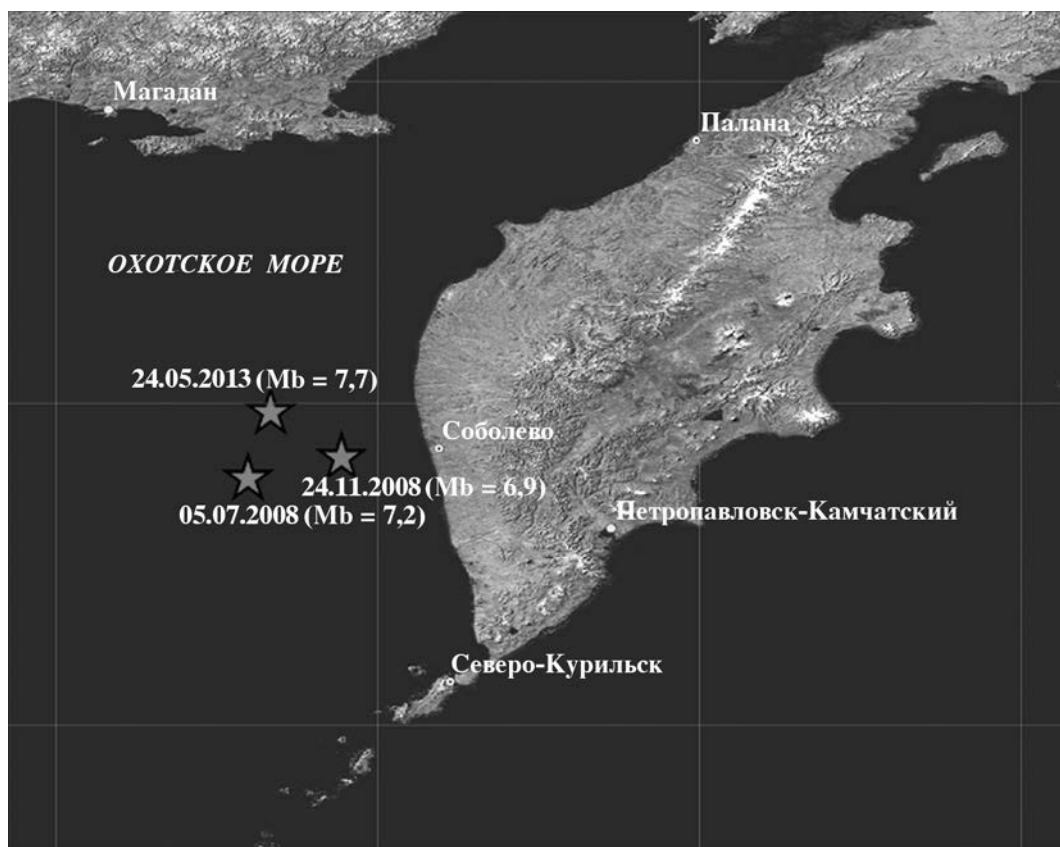 Магадан
Палана
ОХОТСКОЕ МОРЕ
24.05.2013 (Mb = 7,7)
Соболево
24.11.2008 (Mb = 6,9)
05.07.2008 (Mb = 7,2)
Петропавловск-Камчатский
Северо-Курильск